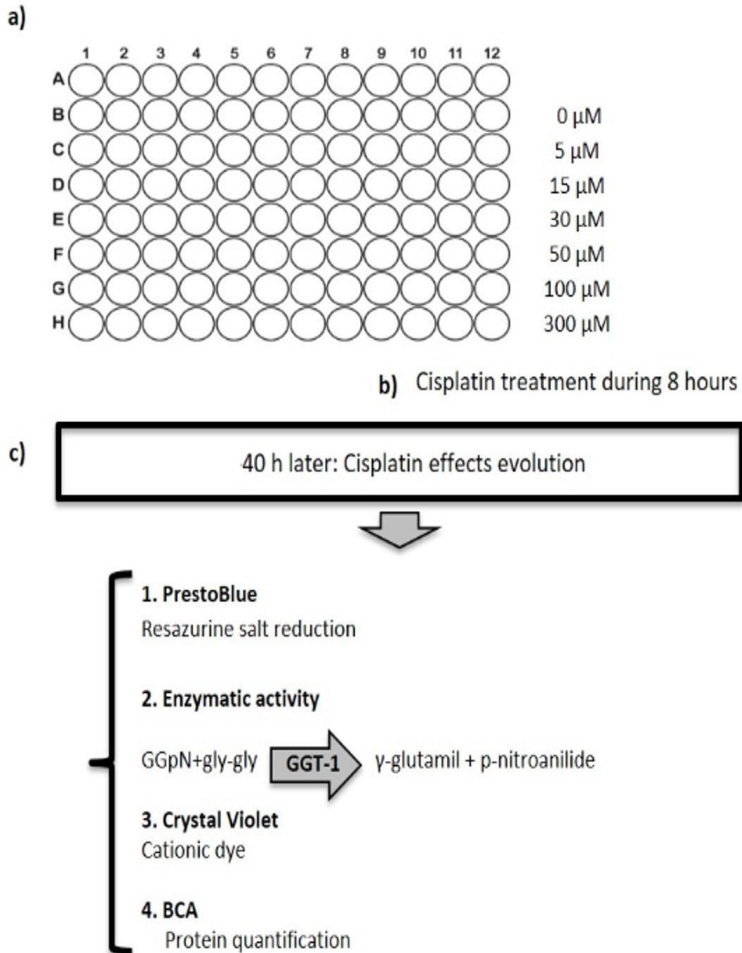 a)
1 2 3 4 5 6 7 8 9 10 11 12
A
B 0 µM
C 5 µM
D 15 µM
E 30 µM
F 50 µM
G 100 µM
H 300 µM
b) Cisplatin treatment during 8 hours
c) 40 h later: Cisplatin effects evolution
1. PrestoBlue
Resazurine salt reduction
2. Enzymatic activity
GGpN+gly-gly GGT-1 γ-glutamil + p-nitroanilide
3. Crystal Violet
Cationic dye
4. BCA
Protein quantification